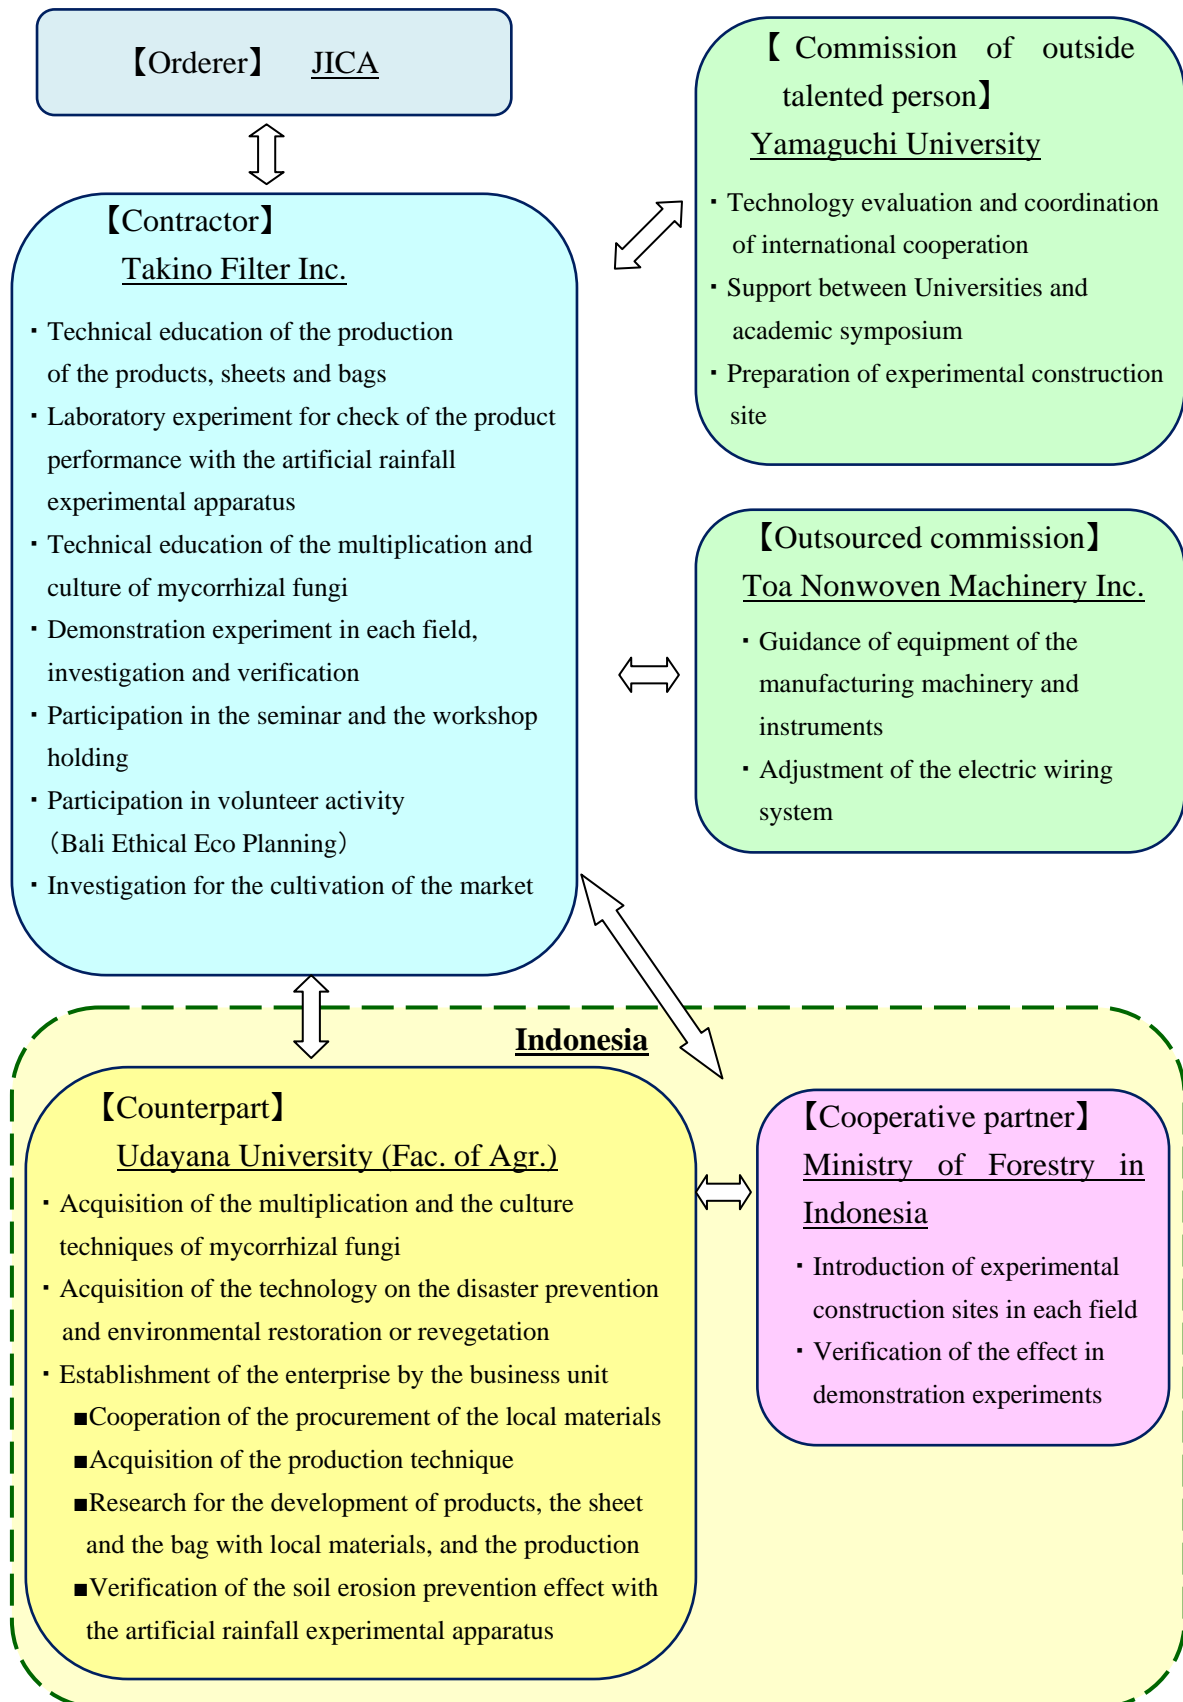 【Orderer】 JICA
【Contractor】
Takino Filter Inc.
・Technical education of the production
of the products, sheets and bags
・Laboratory experiment for check of the product
performance with the artificial rainfall
experimental apparatus
・Technical education of the multiplication and
culture of mycorrhizal fungi
・Demonstration experiment in each field,
investigation and verification
・Participation in the seminar and the workshop
holding
・Participation in volunteer activity
（Bali Ethical Eco Planning）
・Investigation for the cultivation of the market
【 Commission of outside
talented person】
Yamaguchi University
・Technology evaluation and coordination
of international cooperation
・Support between Universities and
academic symposium
・Preparation of experimental construction
site
【Outsourced commission】
Toa Nonwoven Machinery Inc.
・Guidance of equipment of the
manufacturing machinery and
instruments
・Adjustment of the electric wiring
system
Indonesia
【Counterpart】
Udayana University (Fac. of Agr.)
・Acquisition of the multiplication and the culture
techniques of mycorrhizal fungi
・Acquisition of the technology on the disaster prevention
and environmental restoration or revegetation
・Establishment of the enterprise by the business unit
■Cooperation of the procurement of the local materials
■Acquisition of the production technique
■Research for the development of products, the sheet
and the bag with local materials, and the production
■Verification of the soil erosion prevention effect with
the artificial rainfall experimental apparatus
【Cooperative partner】
Ministry of Forestry in
Indonesia
・Introduction of experimental
construction sites in each field
・Verification of the effect in
demonstration experiments